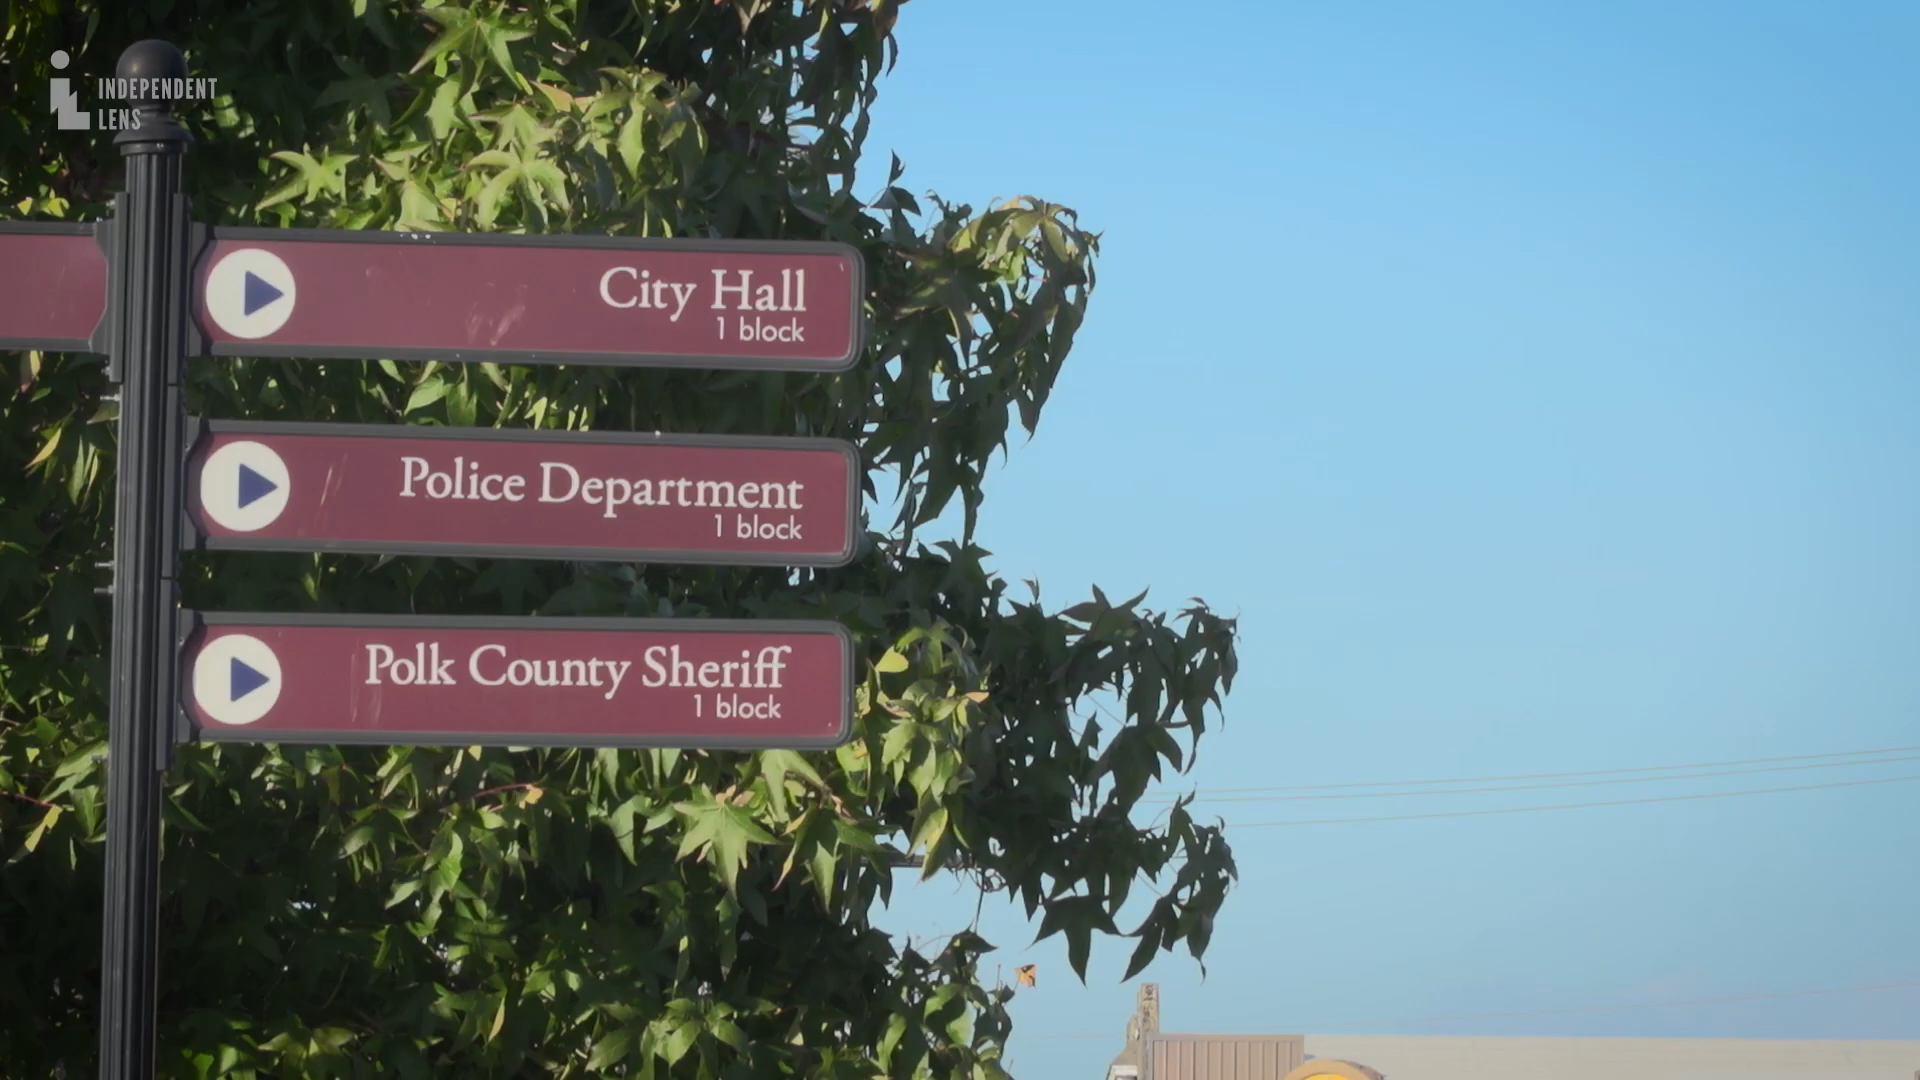 INDEPENDENT
LENS
City Hall
1 block
Police Department
1 block
Polk County Sheriff
1 block